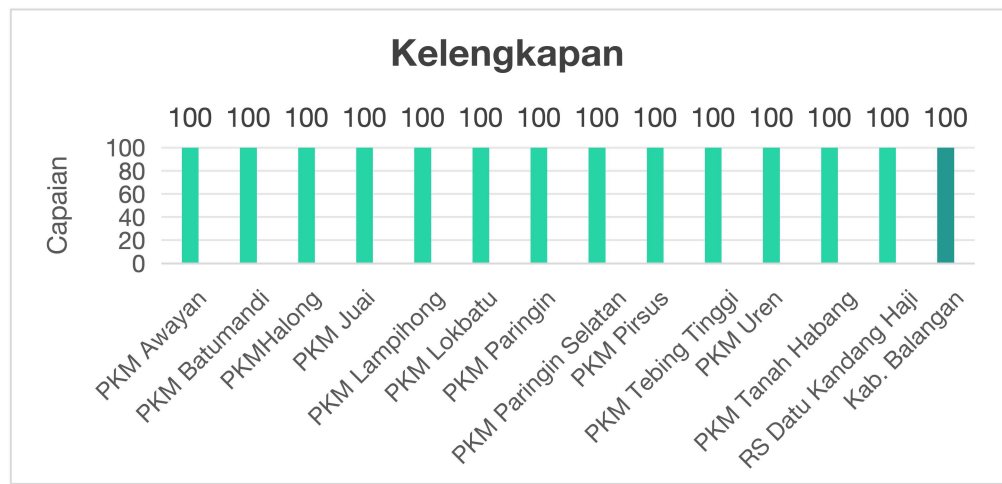 Kelengkapan
100 100 100 100 100 100 100 100 100 100 100 100 100 100
Capaian
100
80
60
40
20
0
PKM Awayan
PKM Batumandi
PKMHalong
PKM Juai
PKM Lampihong
PKM Lokbatu
PKM Paringin
PKM Paringin Selatan
PKM Pirsus
PKM Tebing Tinggi
PKM Uren
PKM Tanah Habang
RS Datu Kandang Haji
Kab. Balangan